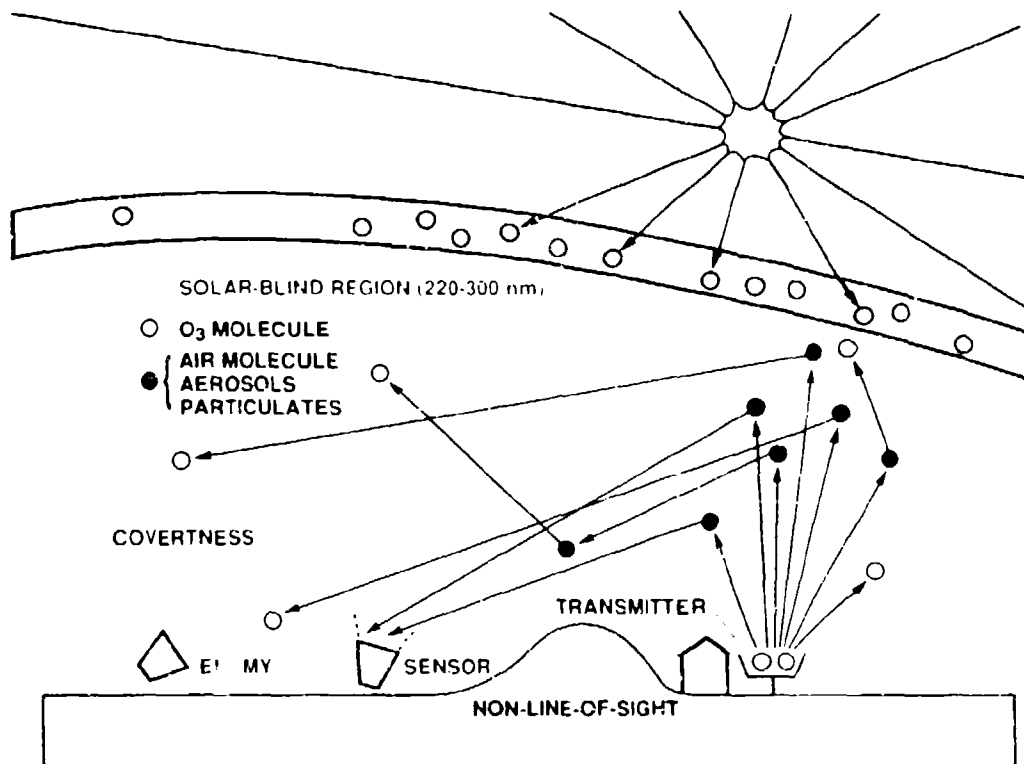 SOLAR-BLIND REGION (220-300 nm)
O₃ MOLECULE
AIR MOLECULE
AEROSOLS
PARTICULATES
COVERTNESS
TRANSMITTER
SENSOR
NON-LINE-OF-SIGHT